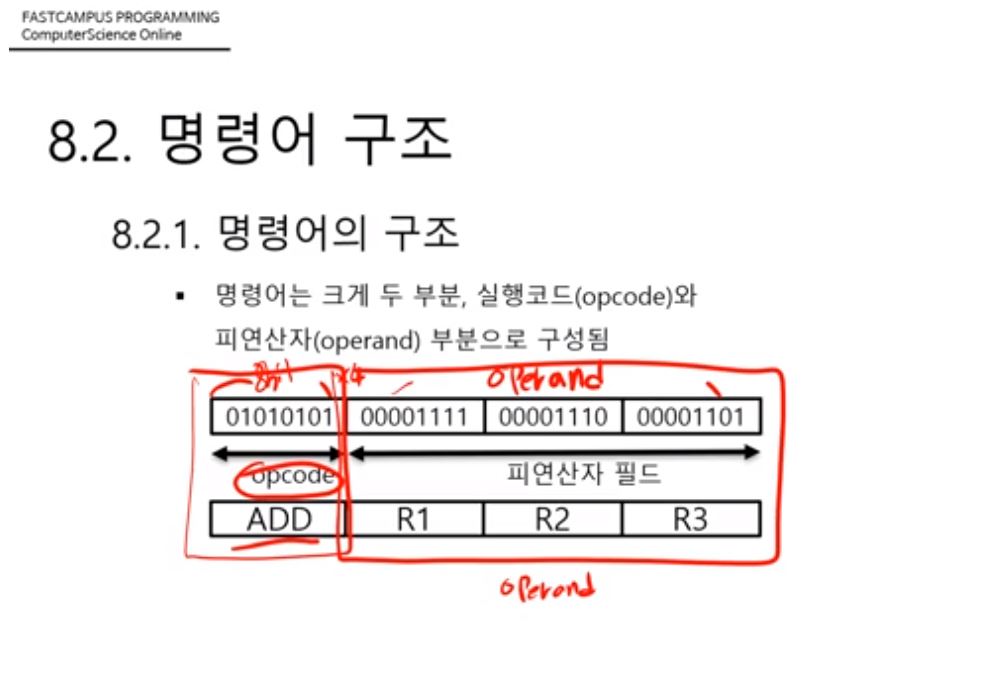 FASTCAMPUS PROGRAMMING
ComputerScience Online
8.2. 명령어 구조
8.2.1. 명령어의 구조
▪ 명령어는 크게 두 부분, 실행코드(opcode)와
피연산자(operand) 부분으로 구성됨
x4 operand
01010101 00001111 00001110 00001101
opcode 피연산자 필드
ADD R1 R2 R3
operand